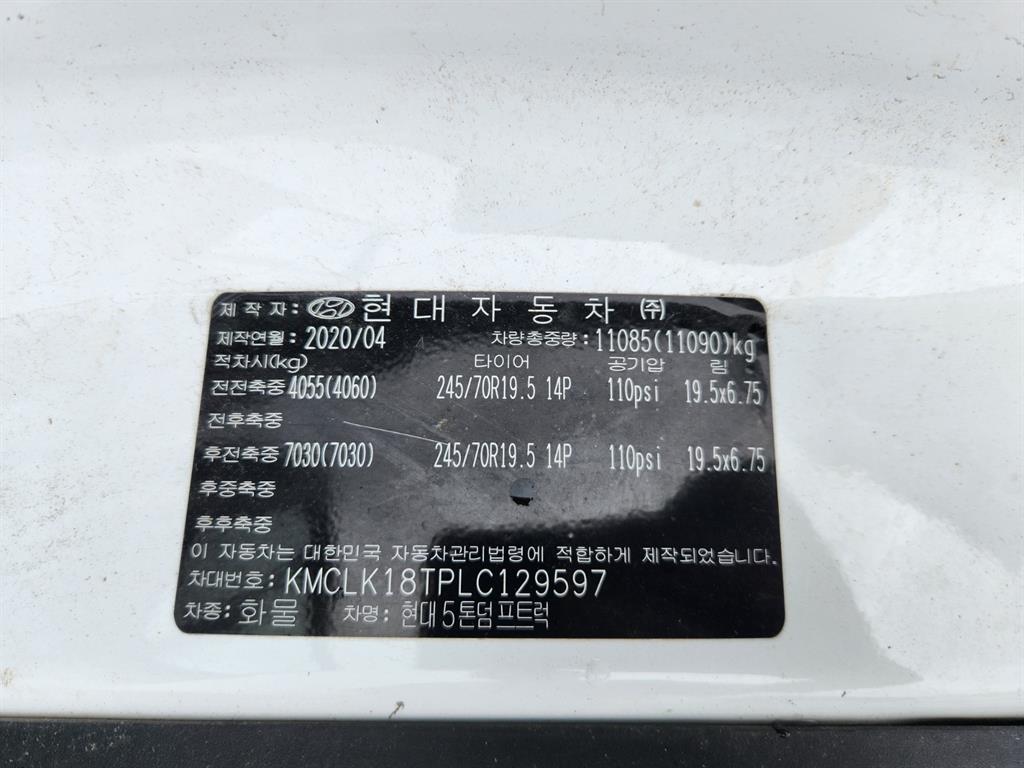 제작자: 현대자동차 ㈜
제작연월: 2020/04 차량총중량: 11085(11090)kg
적차시(kg) 타이어 공기압 림
전전축중 4055(4060) 245/70R19.5 14P 110psi 19.5x6.75
전후축중
후전축중 7030(7030) 245/70R19.5 14P 110psi 19.5x6.75
후중축중
후후축중
이 자동차는 대한민국 자동차관리법령에 적합하게 제작되었습니다.
차대번호: KMCLK18TPLC129597
차종: 화물 차명: 현대5톤덤프트럭